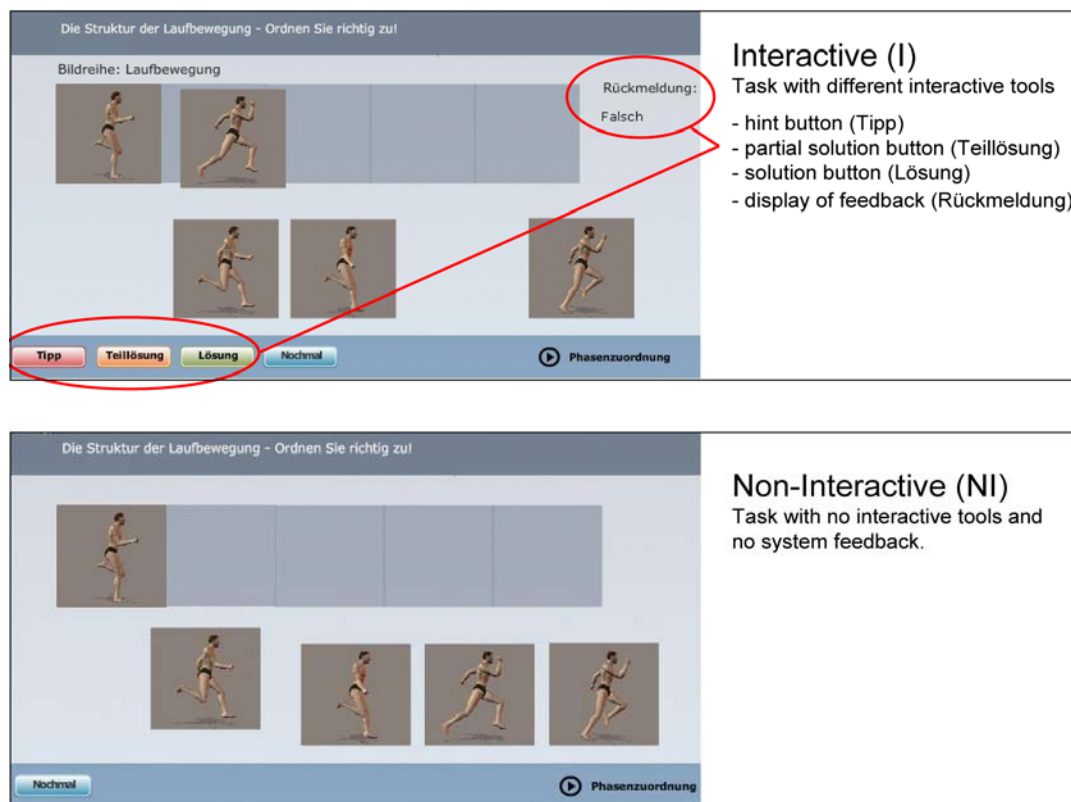 Die Struktur der Laufbewegung - Ordnen Sie richtig zu!
Bildreihe: Laufbewegung
Rückmeldung:
Falsch
Tipp
Teillösung
Lösung
Nochmal
Phasenzuordnung
Interactive (I)
Task with different interactive tools
- hint button (Tipp)
- partial solution button (Teillösung)
- solution button (Lösung)
- display of feedback (Rückmeldung)
Die Struktur der Laufbewegung - Ordnen Sie richtig zu!
Nochmal
Phasenzuordnung
Non-Interactive (NI)
Task with no interactive tools and
no system feedback.